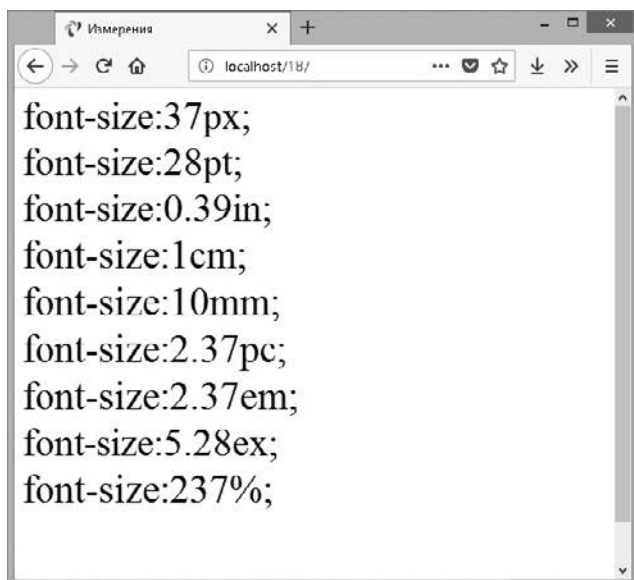 Измерения
localhost/18/
font-size:37px;
font-size:28pt;
font-size:0.39in;
font-size:1cm;
font-size:10mm;
font-size:2.37pc;
font-size:2.37em;
font-size:5.28ex;
font-size:237%;